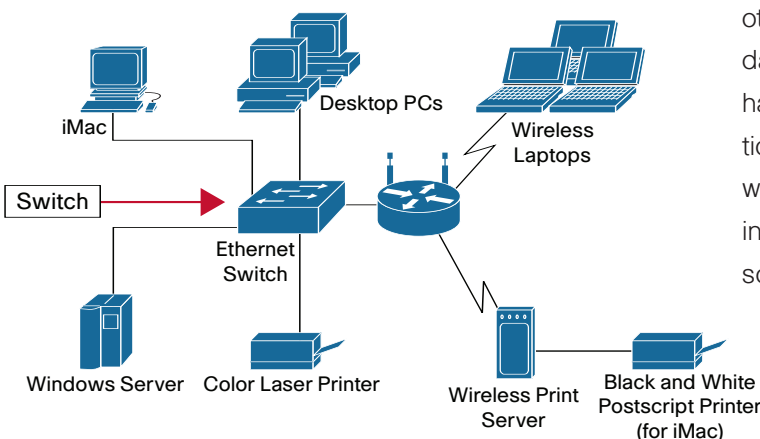 iMac
Desktop PCs
Wireless
Laptops
Switch
Ethernet
Switch
Windows Server
Color Laser Printer
Wireless Print
Server
Black and White
Postscript Printer
(for iMac)